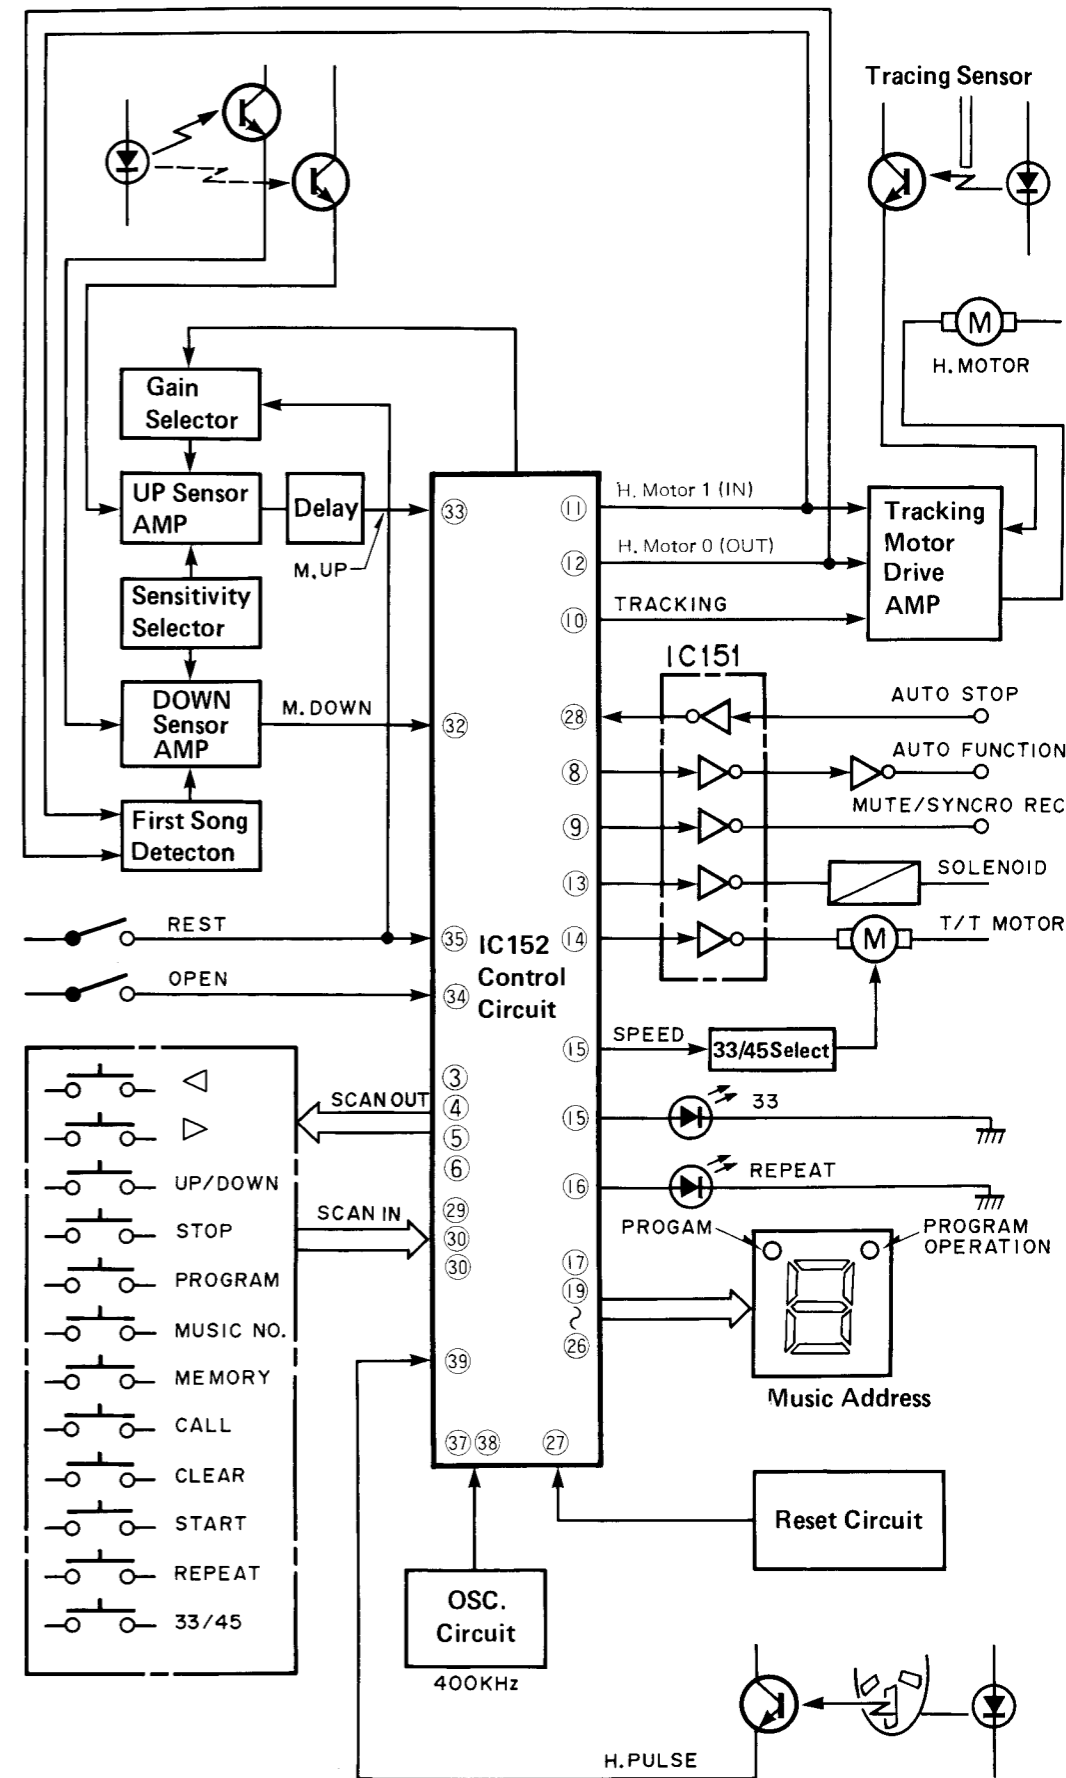 Tracing Sensor
M
H. MOTOR
Gain
Selector
UP Sensor
AMP
Delay
M.UP
Sensitivity
Selector
DOWN
Sensor
AMP
M.DOWN
First Song
Detecton
REST
OPEN
33
32
35
34
IC152
Control
Circuit
3
4
5
6
29
30
30
39
37
38
27
11
12
10
28
8
9
13
14
15
15
16
17
19
26
H. Motor 1 (IN)
H. Motor 0 (OUT)
TRACKING
Tracking
Motor
Drive
AMP
IC151
AUTO STOP
AUTO FUNCTION
MUTE/SYNCRO REC
SOLENOID
T/T MOTOR
M
SPEED
33/45 Select
33
REPEAT
PROGAM
PROGRAM
OPERATION
Music Address
SCAN OUT
SCAN IN
UP/DOWN
STOP
PROGRAM
MUSIC NO.
MEMORY
CALL
CLEAR
START
REPEAT
33/45
OSC.
Circuit
400KHz
Reset Circuit
H.PULSE